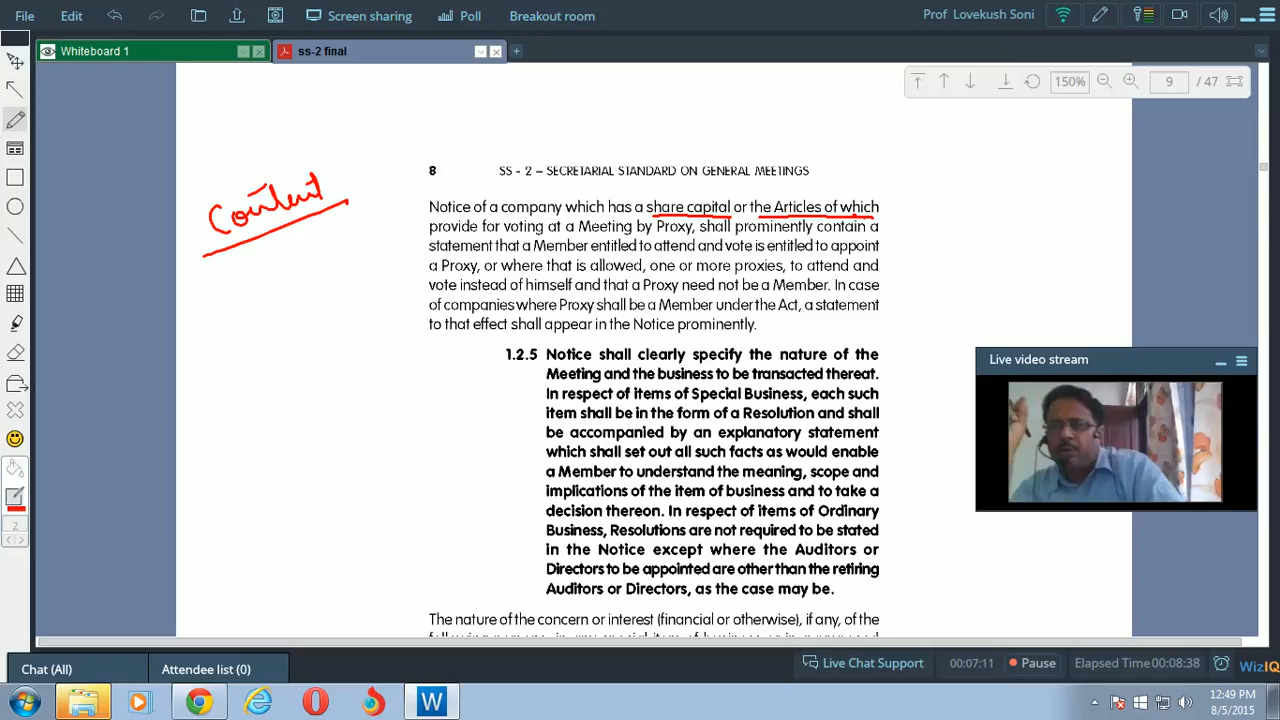 File Edit Screen sharing Poll Breakout room Prof Lovekush Soni
Whiteboard 1 ss-2 final
150% 9 / 47
Content
8 SS - 2 – SECRETARIAL STANDARD ON GENERAL MEETINGS
Notice of a company which has a share capital or the Articles of which
provide for voting at a Meeting by Proxy, shall prominently contain a
statement that a Member entitled to attend and vote is entitled to appoint
a Proxy, or where that is allowed, one or more proxies, to attend and
vote instead of himself and that a Proxy need not be a Member. In case
of companies where Proxy shall be a Member under the Act, a statement
to that effect shall appear in the Notice prominently.
1.2.5 Notice shall clearly specify the nature of the
Meeting and the business to be transacted thereat.
In respect of items of Special Business, each such
item shall be in the form of a Resolution and shall
be accompanied by an explanatory statement
which shall set out all such facts as would enable
a Member to understand the meaning, scope and
implications of the item of business and to take a
decision thereon. In respect of items of Ordinary
Business, Resolutions are not required to be stated
in the Notice except where the Auditors or
Directors to be appointed are other than the retiring
Auditors or Directors, as the case may be.
The nature of the concern or interest (financial or otherwise), if any, of the
Live video stream
2
Chat (All) Attendee list (0) Live Chat Support 00:07:11 Pause Elapsed Time 00:08:38 WizIQ
W
12:49 PM
8/5/2015